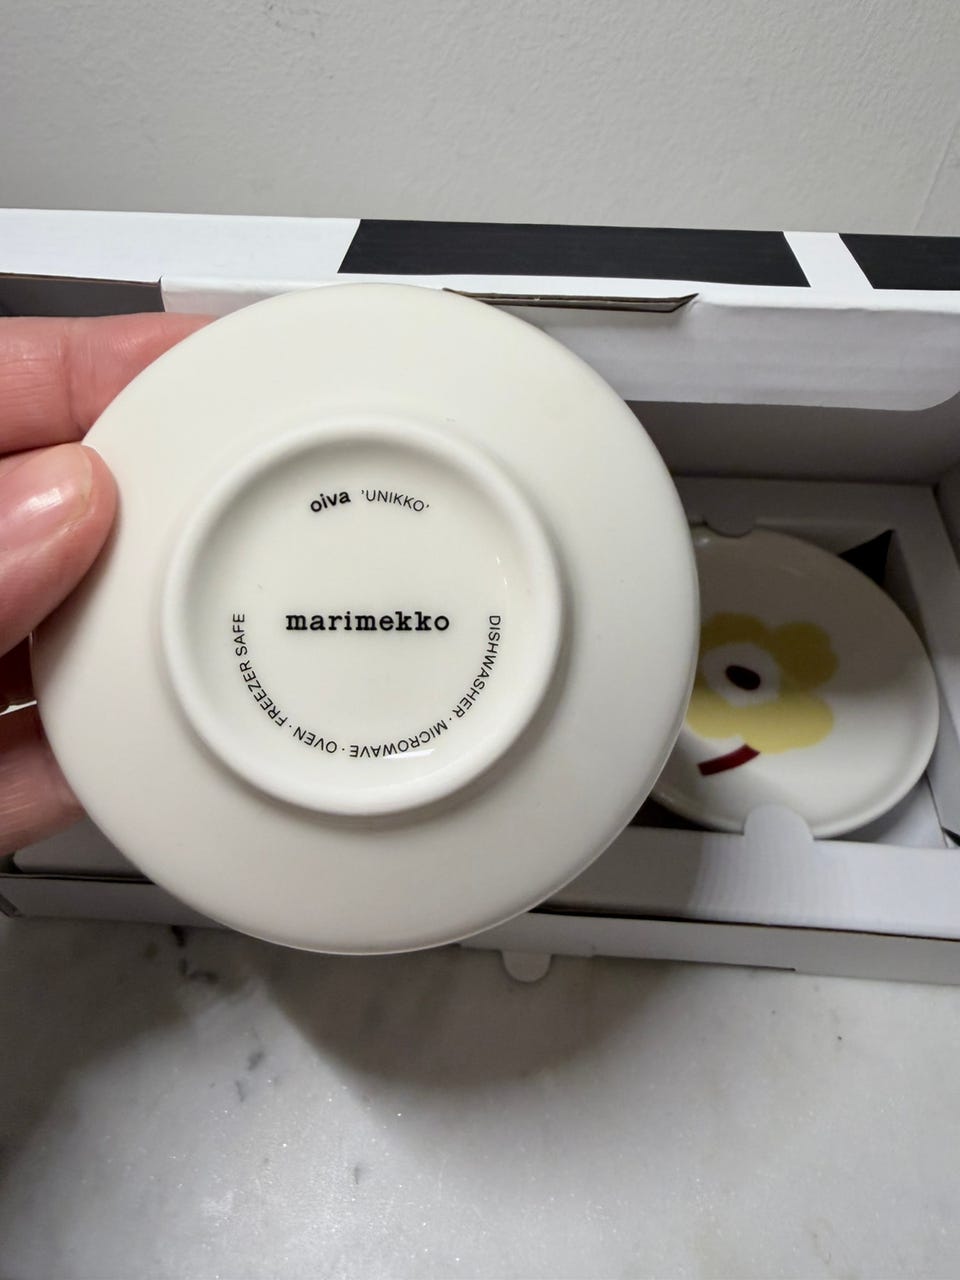 oiva 'UNIKKO'
marimekko
DISHWASHER · MICROWAVE · OVEN · FREEZER SAFE